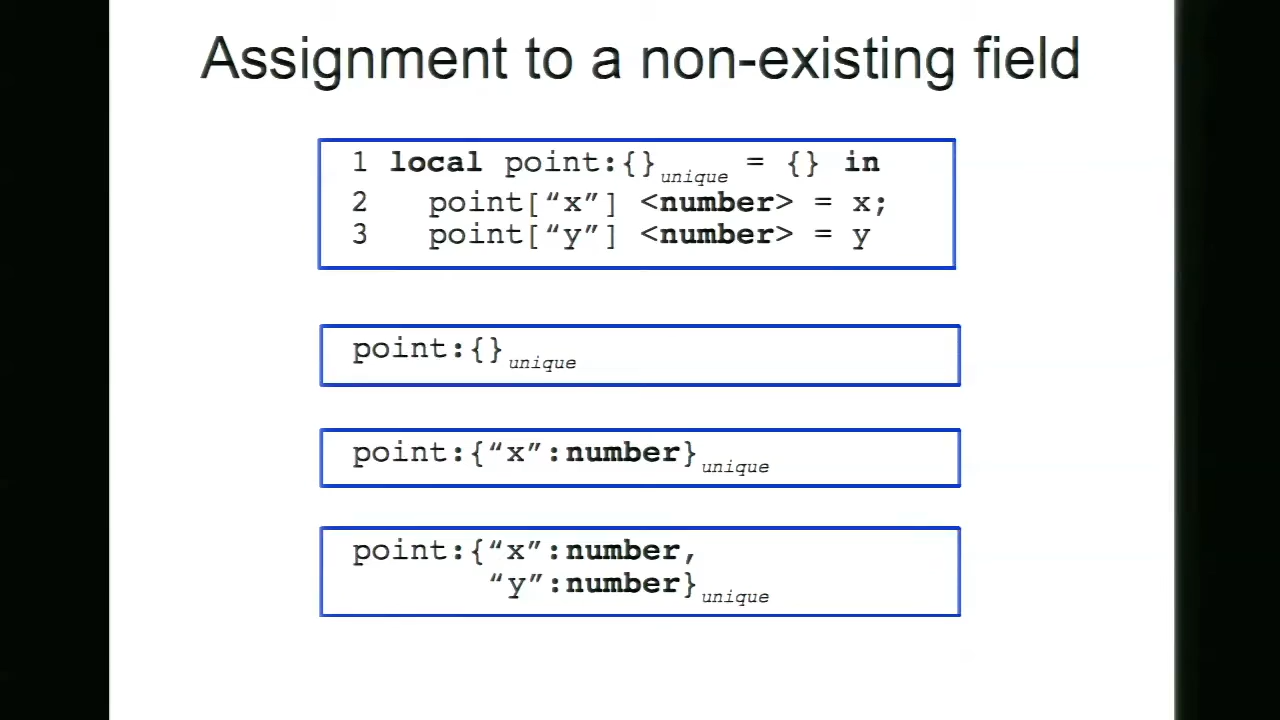 Assignment to a non-existing field
1 local point:{}unique = {} in
2 point[“x”] <number> = x;
3 point[“y”] <number> = y
point:{}unique
point:{“x”:number}unique
point:{“x”:number,
“y”:number}unique